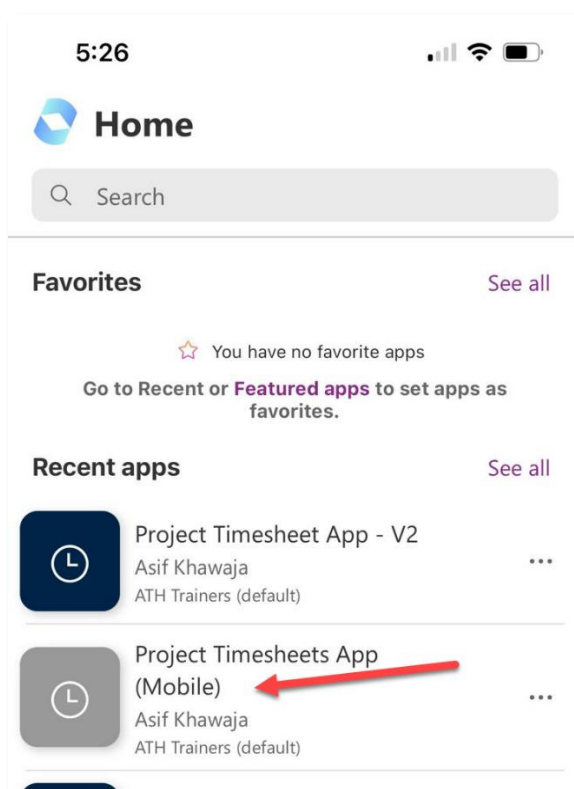 5:26
Home
Search
Favorites See all
You have no favorite apps
Go to Recent or Featured apps to set apps as
favorites.
Recent apps See all
Project Timesheet App - V2
Asif Khawaja
ATH Trainers (default)
Project Timesheets App
(Mobile)
Asif Khawaja
ATH Trainers (default)